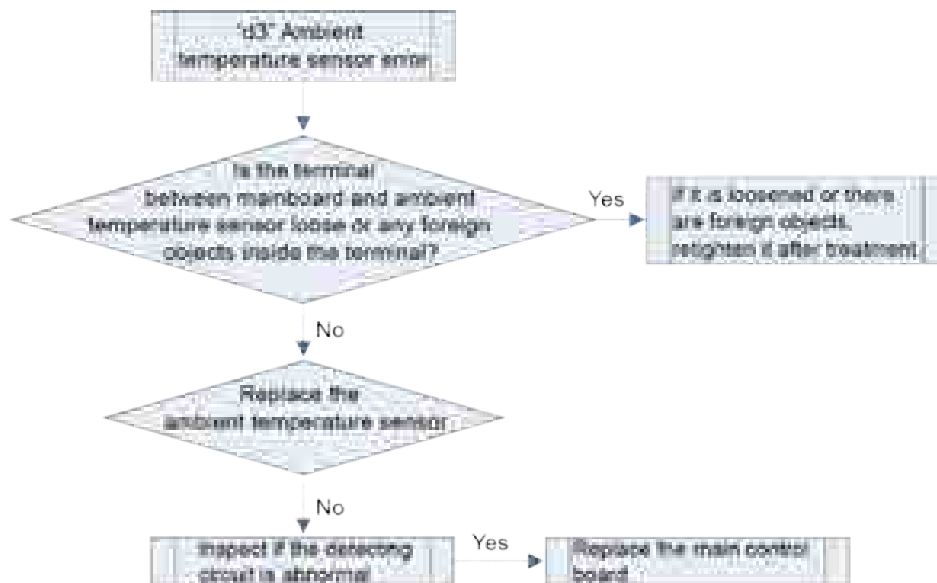 "d3" Ambient
temperature sensor error
Is the terminal
between mainboard and ambient
temperature sensor loose or any foreign
objects inside the terminal?
Yes
If it is loosened or there
are foreign objects,
retighten it after treatment
No
Replace the
ambient temperature sensor
No
Inspect if the detecting
circuit is abnormal
Yes
Replace the main control
board